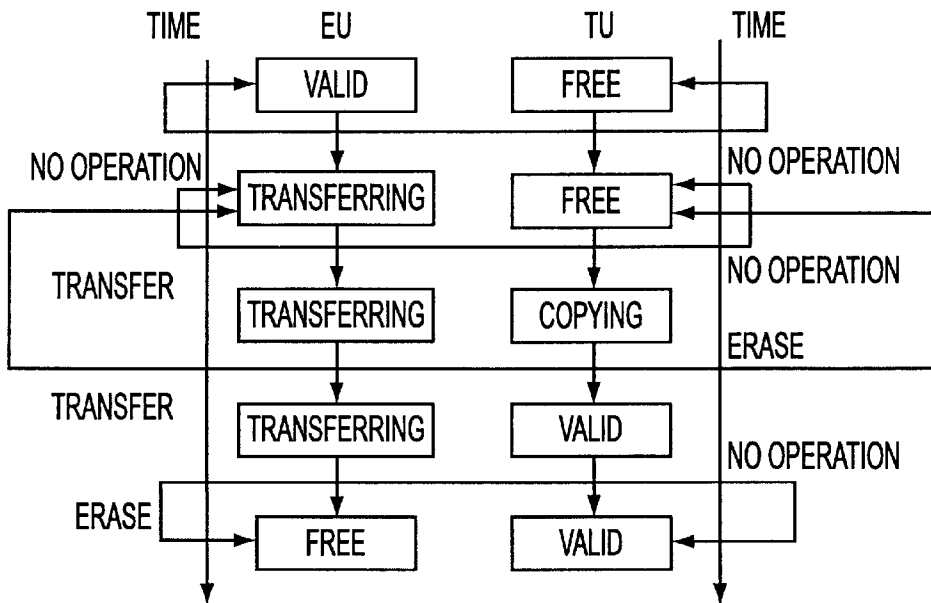 TIME EU TU TIME
VALID FREE
NO OPERATION NO OPERATION
TRANSFERRING FREE
TRANSFER NO OPERATION
TRANSFERRING COPYING
ERASE
TRANSFER
TRANSFERRING VALID
NO OPERATION
ERASE
FREE VALID